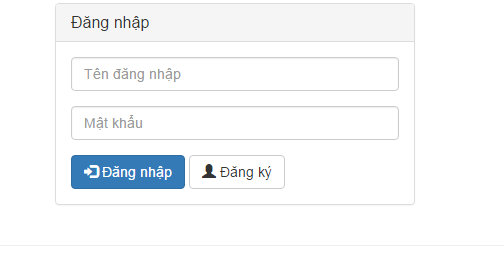 Đăng nhập
Tên đăng nhập
Mật khẩu
Đăng nhập Đăng ký